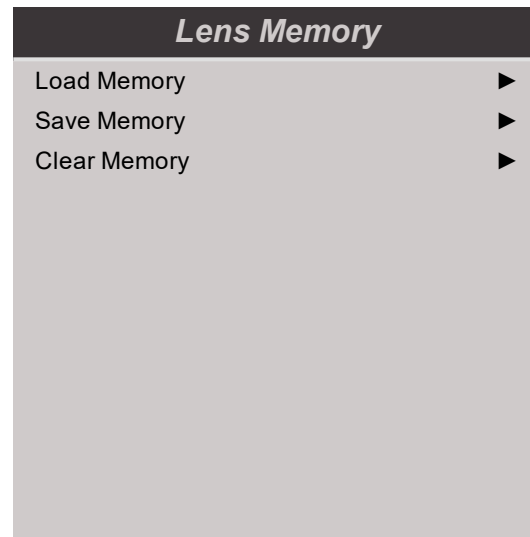 Lens Memory
Load Memory ►
Save Memory ►
Clear Memory ►